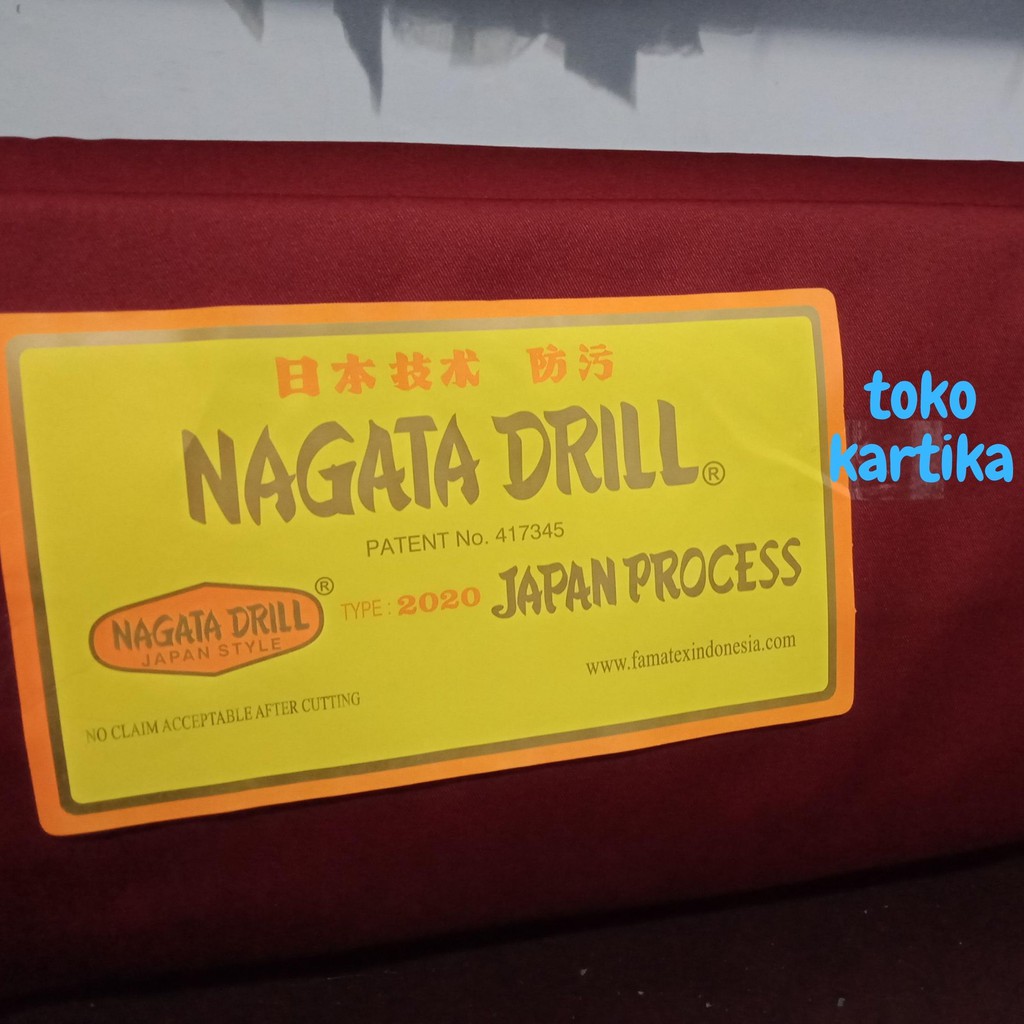 日本技术 防污
NAGATA DRILL®
PATENT No. 417345
NAGATA DRILL®
JAPAN STYLE
TYPE : 2020 JAPAN PROCESS
www.famatexindonesia.com
NO CLAIM ACCEPTABLE AFTER CUTTING
toko
kartika